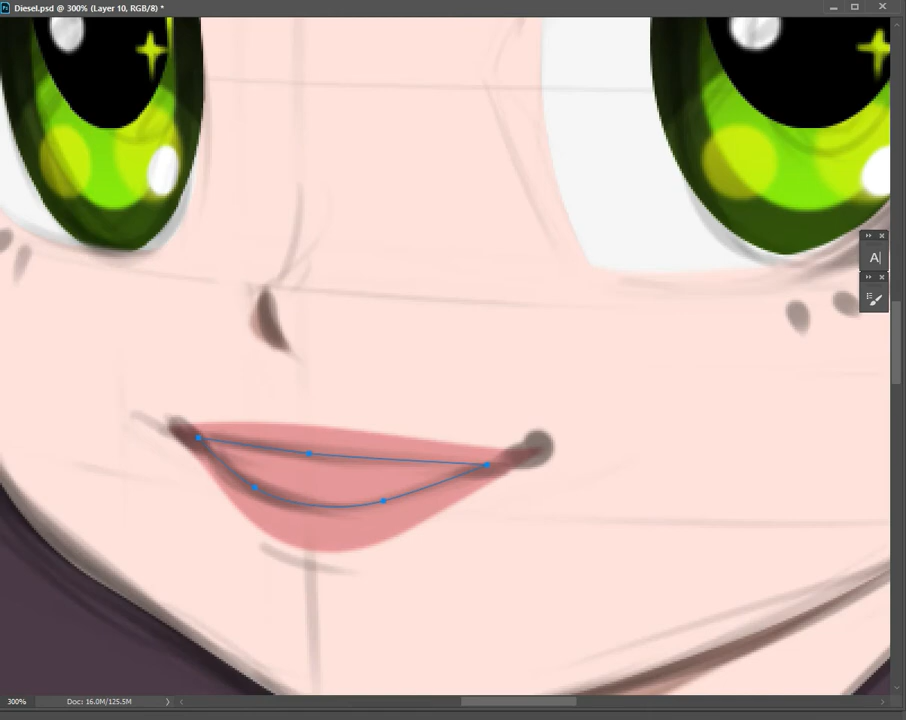 Diesel.psd @ 300% (Layer 10, RGB/8) *
A|
300%
Doc: 16.0M/125.5M